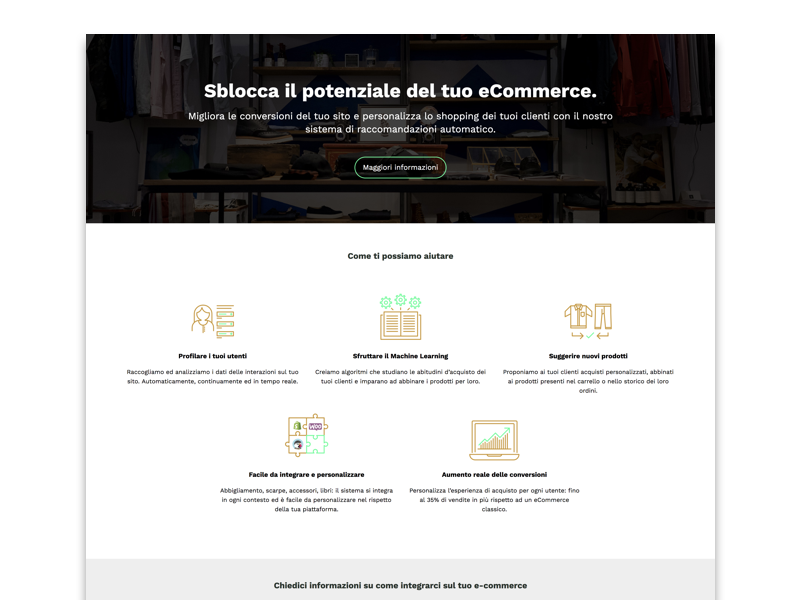 Sblocca il potenziale del tuo eCommerce.
Migliora le conversioni del tuo sito e personalizza lo shopping dei tuoi clienti con il nostro
sistema di raccomandazioni automatico.
Maggiori informazioni
Come ti possiamo aiutare
Profilare i tuoi utenti
Raccogliamo ed analizziamo i dati delle interazioni sul tuo
sito. Automaticamente, continuamente ed in tempo reale.
Sfruttare il Machine Learning
Creiamo algoritmi che studiano le abitudini d'acquisto dei
tuoi clienti e imparano ad abbinare i prodotti per loro.
Suggerire nuovi prodotti
Proponiamo ai tuoi clienti acquisti personalizzati, abbinati
ai prodotti presenti nel carrello o nello storico dei loro
ordini.
WOO
Facile da integrare e personalizzare
Abbigliamento, scarpe, accessori, libri: il sistema si integra
in ogni contesto ed è facile da personalizzare nel rispetto
della tua piattaforma.
Aumento reale delle conversioni
Personalizza l'esperienza di acquisto per ogni utente: fino
al 35% di vendite in più rispetto ad un eCommerce
classico.
Chiedici informazioni su come integrarci sul tuo e-commerce